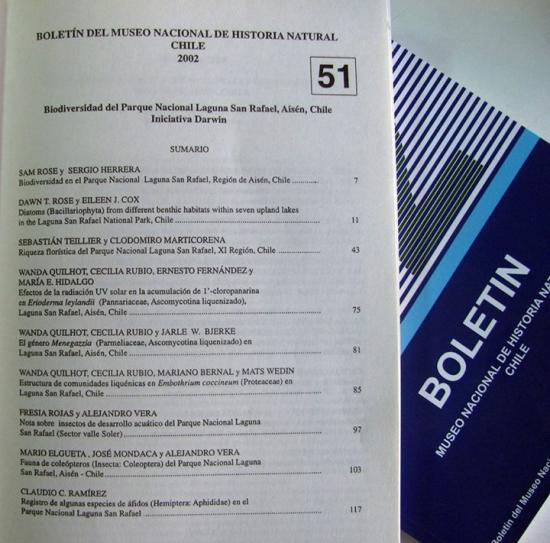 BOLETÍN DEL MUSEO NACIONAL DE HISTORIA NATURAL
CHILE
2002
51
Biodiversidad del Parque Nacional Laguna San Rafael, Aisén, Chile
Iniciativa Darwin
SUMARIO
SAM ROSE y SERGIO HERRERA
Biodiversidad en el Parque Nacional Laguna San Rafael, Región de Aisén, Chile ............ 7
DAWN T. ROSE y EILEEN J. COX
Diatoms (Bacillariophyta) from different benthic habitats within seven upland lakes
in the Laguna San Rafael National Park, Chile ............ 11
SEBASTIÁN TEILLIER y CLODOMIRO MARTICORENA
Riqueza florística del Parque Nacional Laguna San Rafael, XI Región, Chile ............ 43
WANDA QUILHOT, CECILIA RUBIO, ERNESTO FERNÁNDEZ y
MARÍA E. HIDALGO
Efectos de la radiación UV solar en la acumulación de 1'-cloropanarina
en Erioderma leylandii (Pannariaceae, Ascomycotina liquenizado),
Laguna San Rafael, Aisén, Chile ............ 75
WANDA QUILHOT, CECILIA RUBIO y JARLE W. BJERKE
El género Menegazzia (Parmeliaceae, Ascomycotina liquenizado) en
Laguna San Rafael, Aisén, Chile ............ 81
WANDA QUILHOT, CECILIA RUBIO, MARIANO BERNAL y MATS WEDIN
Estructura de comunidades liquénicas en Embothrium coccineum (Proteaceae) en
Laguna San Rafael, Chile ............ 85
FRESIA ROJAS y ALEJANDRO VERA
Nota sobre insectos de desarrollo acuático del Parque Nacional Laguna
San Rafael (Sector valle Soler) ............ 97
MARIO ELGUETA, JOSÉ MONDACA y ALEJANDRO VERA
Fauna de coleópteros (Insecta: Coleoptera) del Parque Nacional Laguna
San Rafael, Aisén - Chile ............ 103
CLAUDIO C. RAMÍREZ
Registro de algunas especies de áfidos (Hemiptera: Aphididae) en el
Parque Nacional Laguna San Rafael ............ 117
BOLETIN
MUSEO NACIONAL DE HISTORIA
CHILE
Boletín del Museo